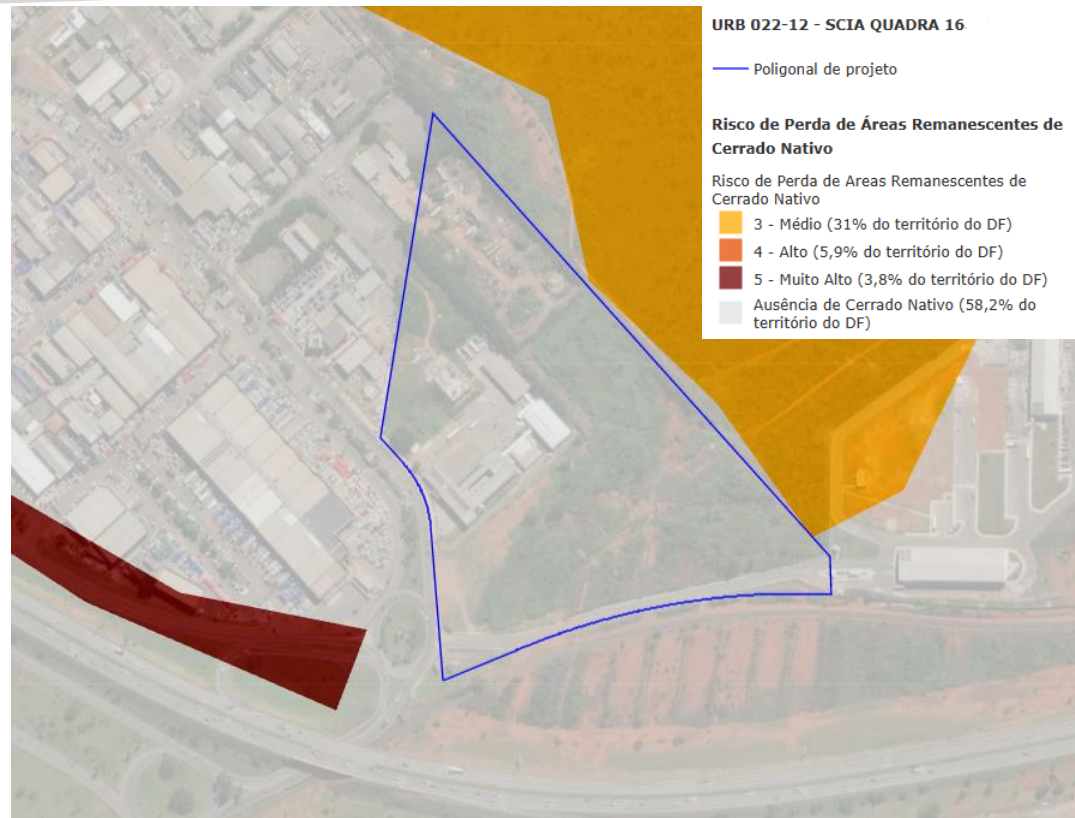 URB 022-12 - SCIA QUADRA 16
Poligonal de projeto
Risco de Perda de Áreas Remanescentes de
Cerrado Nativo
Risco de Perda de Areas Remanescentes de
Cerrado Nativo
3 - Médio (31% do território do DF)
4 - Alto (5,9% do território do DF)
5 - Muito Alto (3,8% do território do DF)
Ausência de Cerrado Nativo (58,2% do
território do DF)